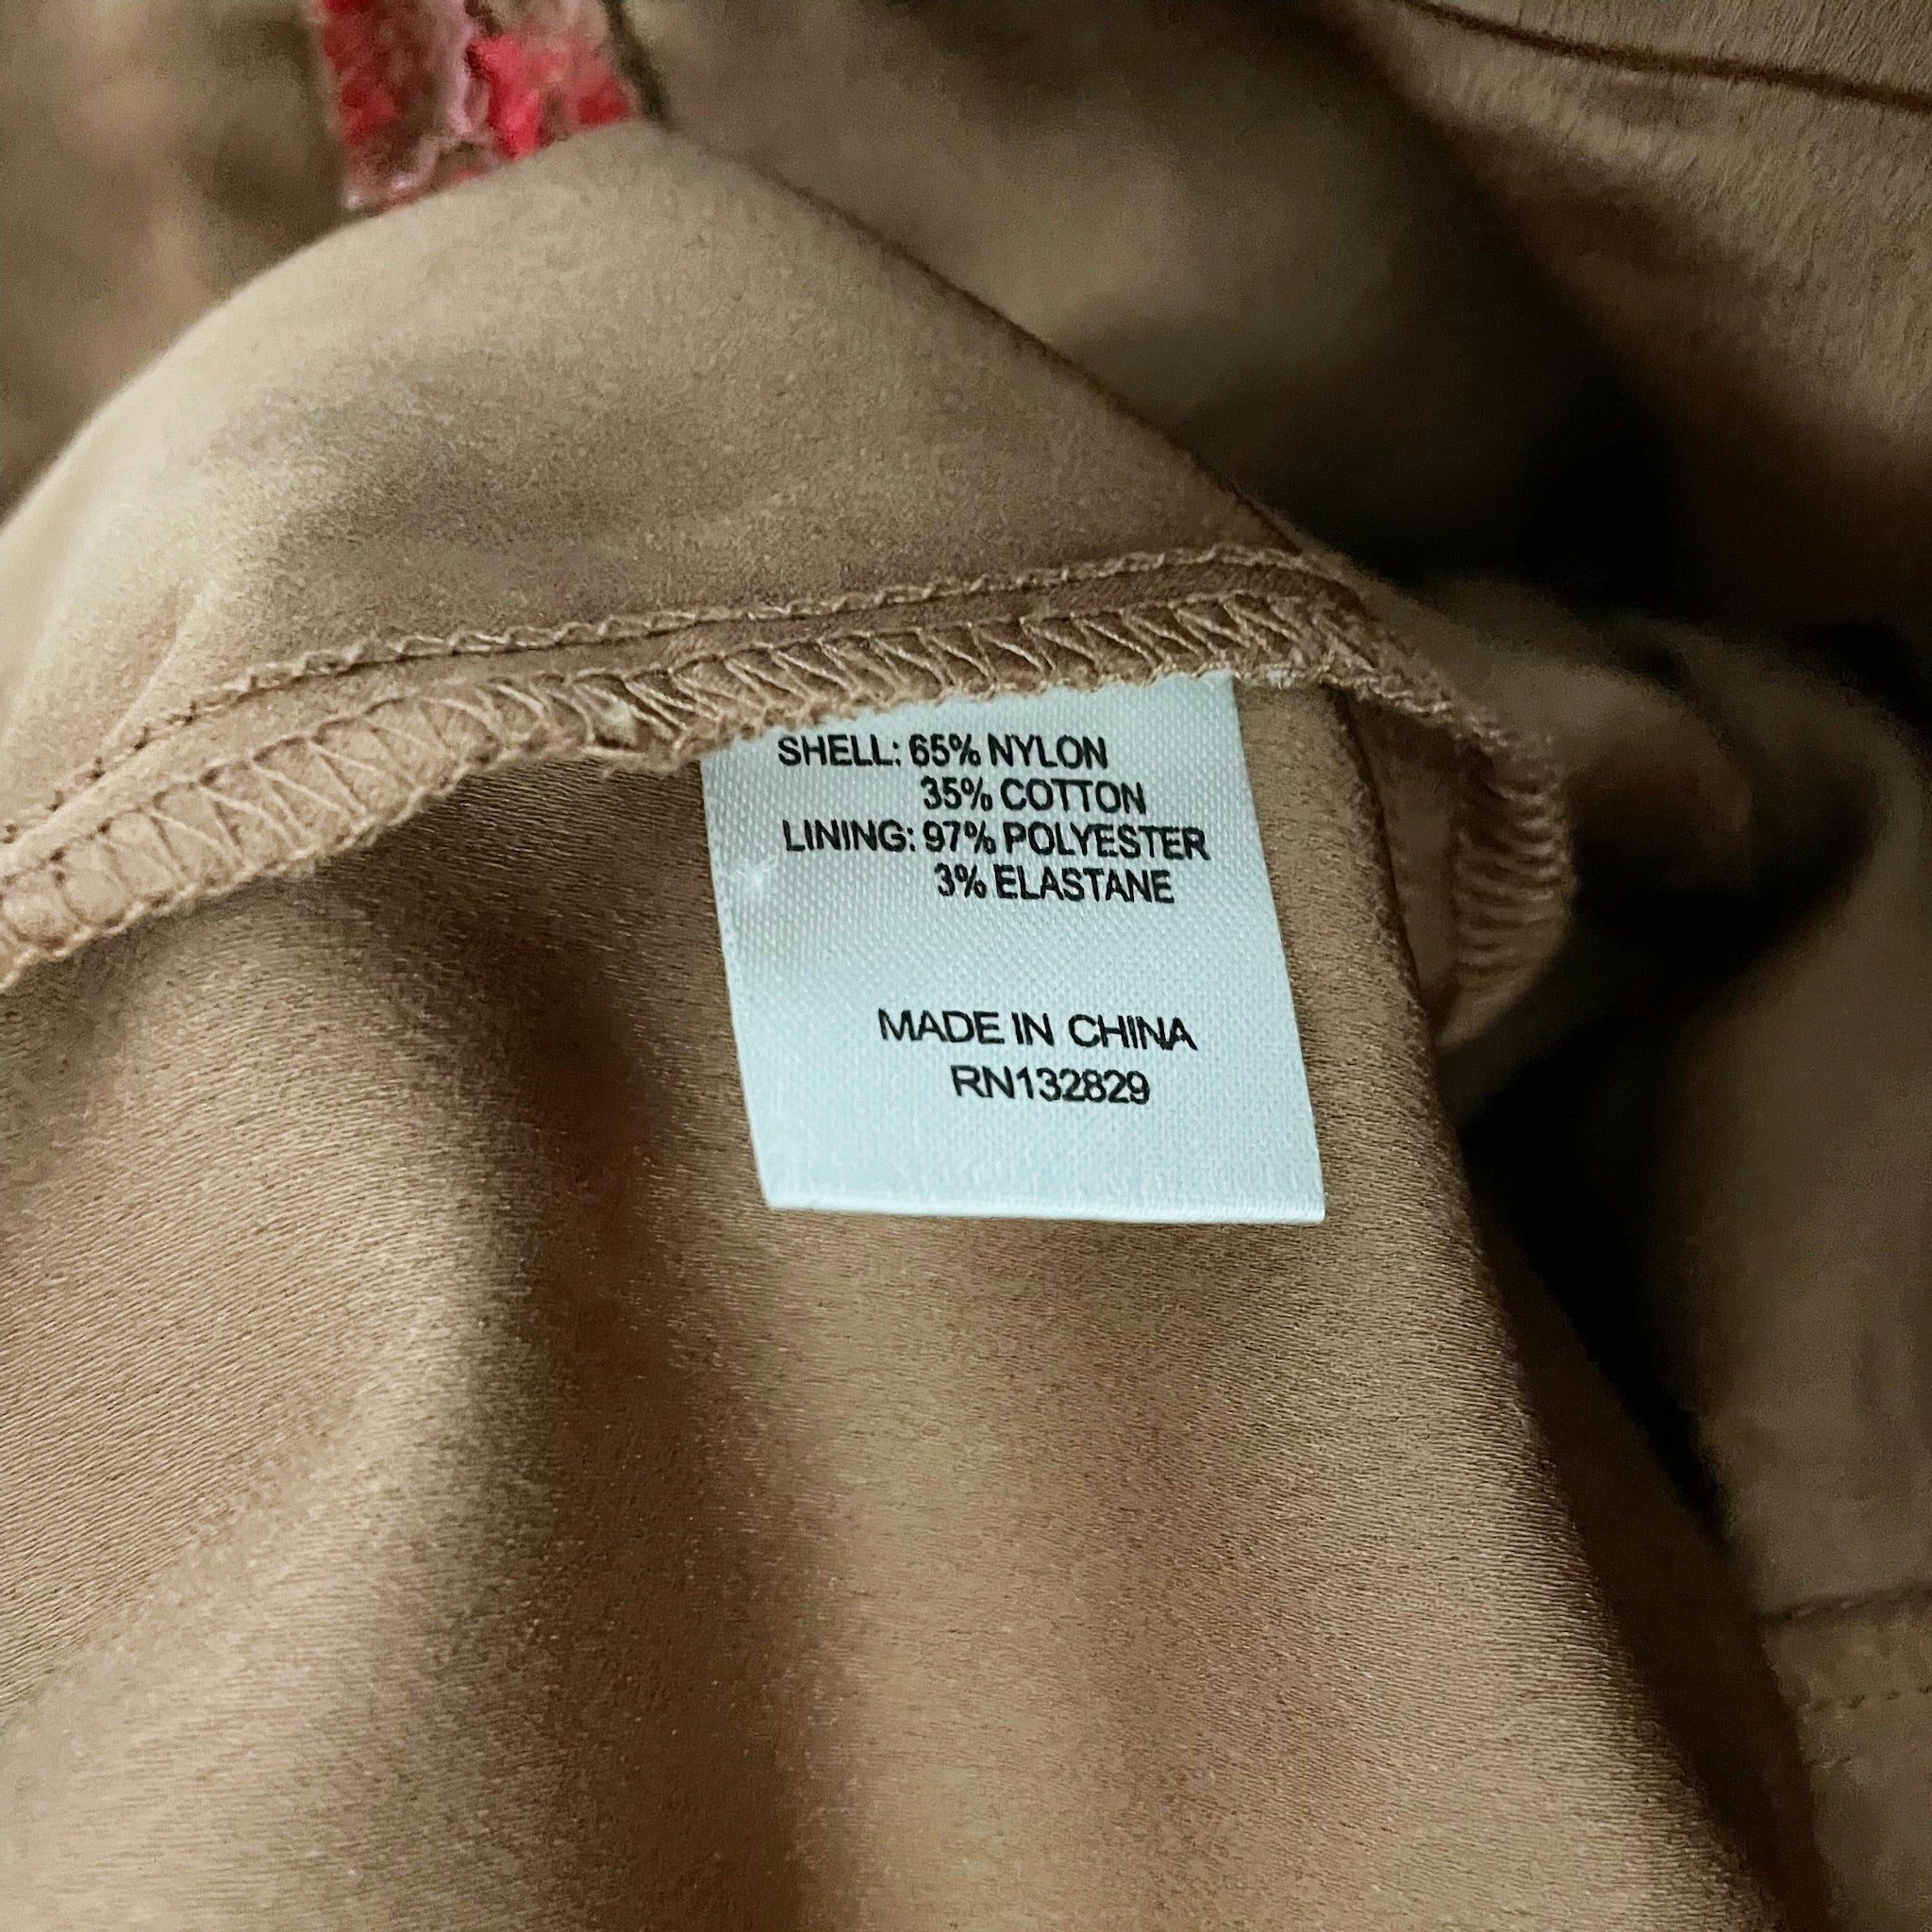 SHELL: 65% NYLON
35% COTTON
LINING: 97% POLYESTER
3% ELASTANE
MADE IN CHINA
RN132829